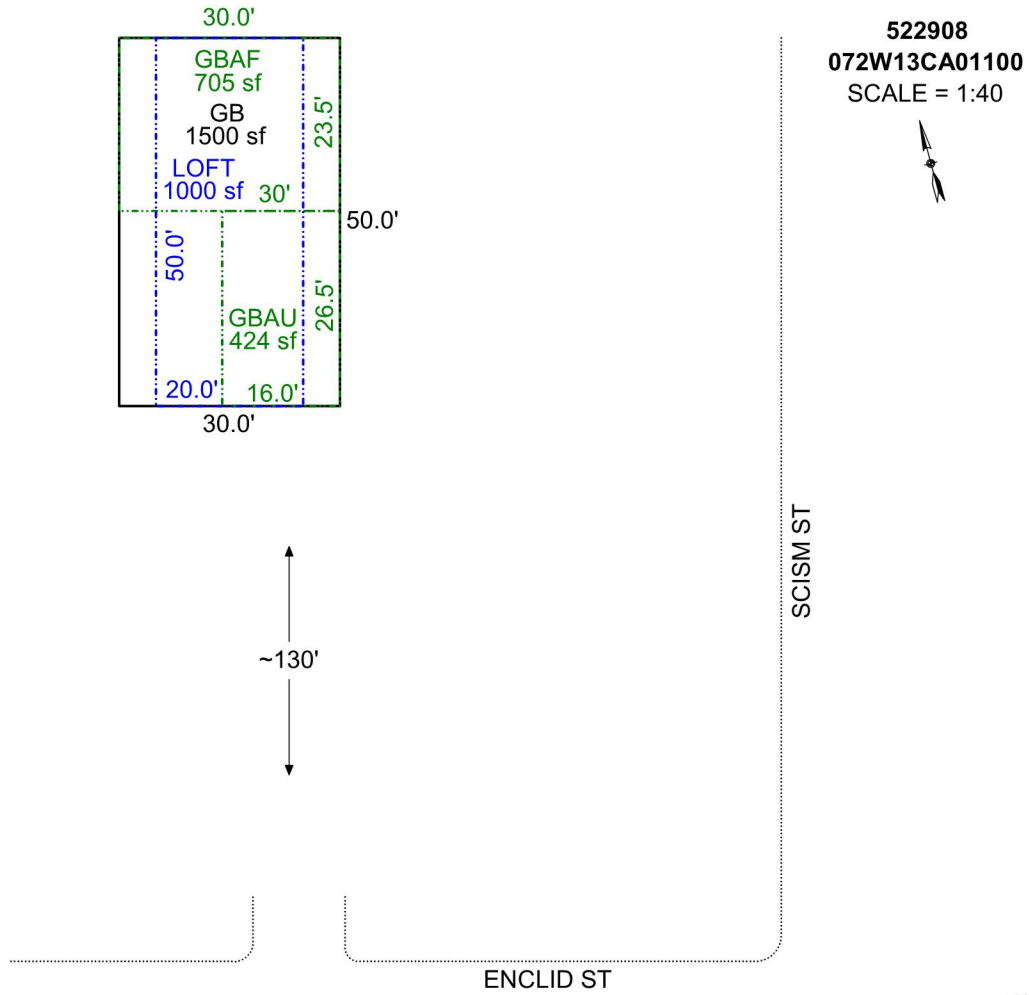 30.0'
522908
072W13CA01100
SCALE = 1:40
GBAF
705 sf
GB
1500 sf
23.5'
LOFT
1000 sf
30'
50.0'
50.0'
GBAU
424 sf
26.5'
20.0'
16.0'
30.0'
SCISM ST
~130'
ENCLID ST